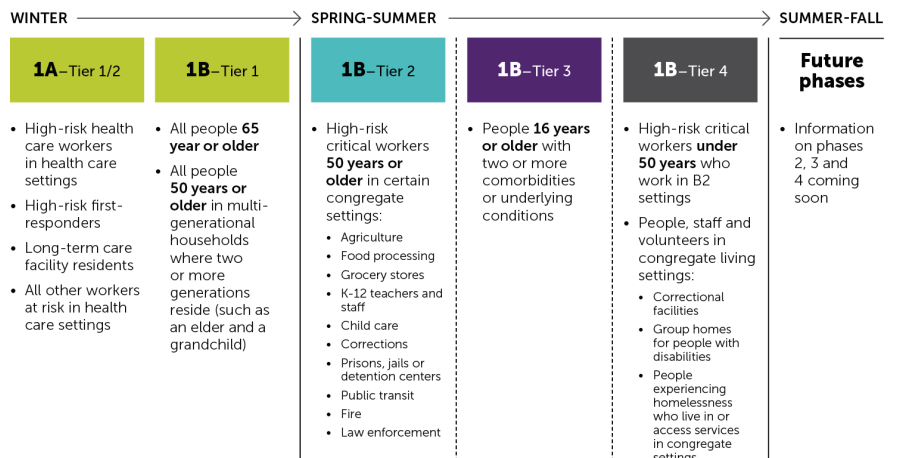 WINTER
SPRING-SUMMER
SUMMER-FALL
1A–Tier 1/2
• High-risk health
care workers
in health care
settings
• High-risk first-
responders
• Long-term care
facility residents
• All other workers
at risk in health
care settings
1B–Tier 1
• All people 65
year or older
• All people
50 years or
older in multi-
generational
households
where two
or more
generations
reside (such as
an elder and a
grandchild)
1B–Tier 2
• High-risk
critical workers
50 years or
older in certain
congregate
settings:
• Agriculture
• Food processing
• Grocery stores
• K-12 teachers and
staff
• Child care
• Corrections
• Prisons, jails or
detention centers
• Public transit
• Fire
• Law enforcement
1B–Tier 3
• People 16 years
or older with
two or more
comorbidities
or underlying
conditions
1B–Tier 4
• High-risk critical
workers under
50 years who
work in B2
settings
• People, staff and
volunteers in
congregate living
settings:
• Correctional
facilities
• Group homes
for people with
disabilities
• People
experiencing
homelessness
who live in or
access services
in congregate
settings
Future
phases
• Information
on phases
2, 3 and
4 coming
soon